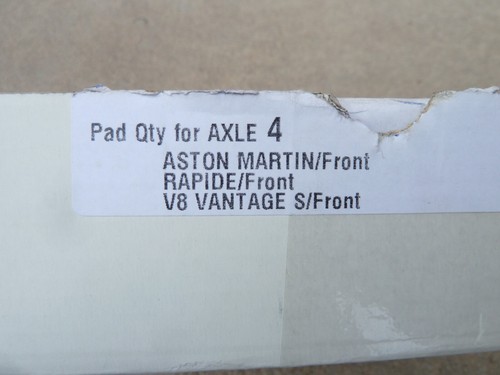 Pad Qty for AXLE 4
ASTON MARTIN/Front
RAPIDE/Front
V8 VANTAGE S/Front